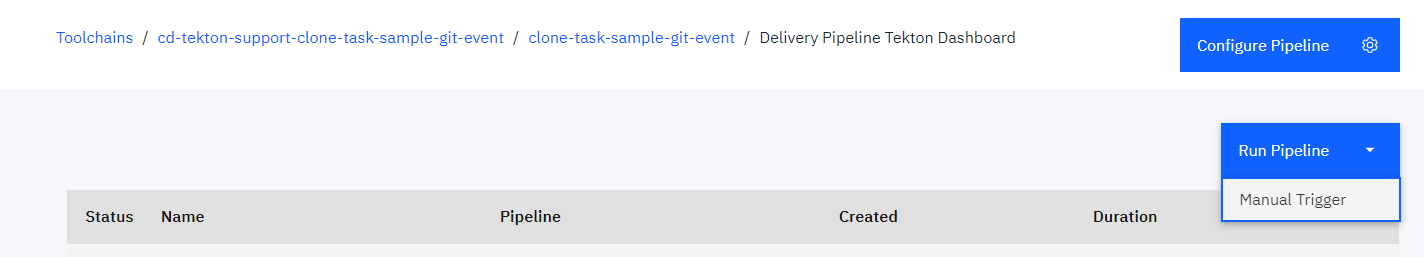 Toolchains / cd-tekton-support-clone-task-sample-git-event / clone-task-sample-git-event / Delivery Pipeline Tekton Dashboard
Configure Pipeline
Run Pipeline
Manual Trigger
Status Name Pipeline Created Duration